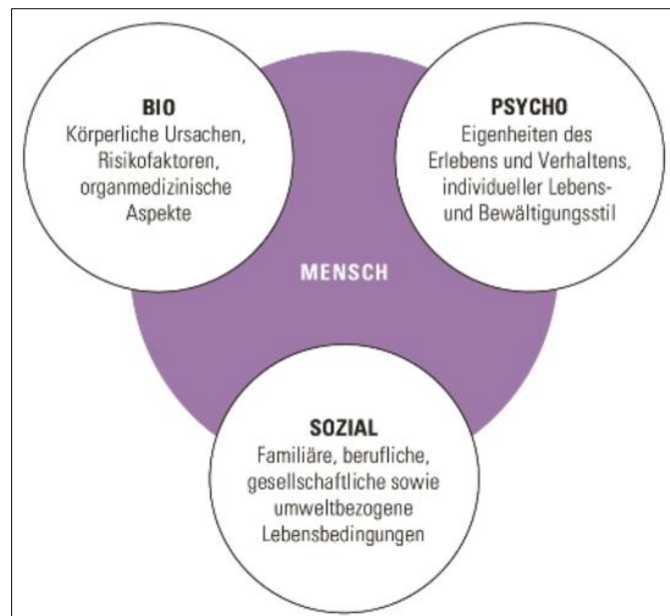 BIO
Körperliche Ursachen,
Risikofaktoren,
organmedizinische
Aspekte
PSYCHO
Eigenheiten des
Erlebens und Verhaltens,
individueller Lebens-
und Bewältigungsstil
MENSCH
SOZIAL
Familiäre, berufliche,
gesellschaftliche sowie
umweltbezogene
Lebensbedingungen